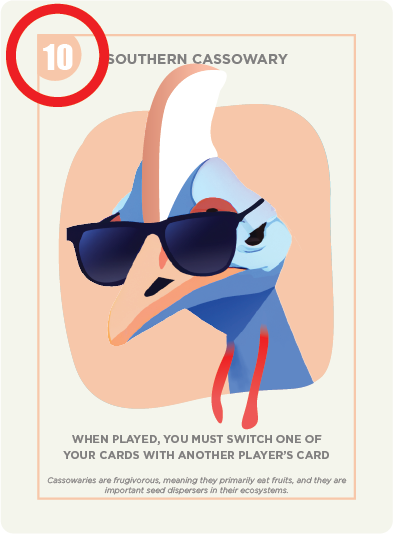 10
SOUTHERN CASSOWARY
WHEN PLAYED, YOU MUST SWITCH ONE OF
YOUR CARDS WITH ANOTHER PLAYER'S CARD
Cassowaries are frugivorous, meaning they primarily eat fruits, and they are
important seed dispersers in their ecosystems.